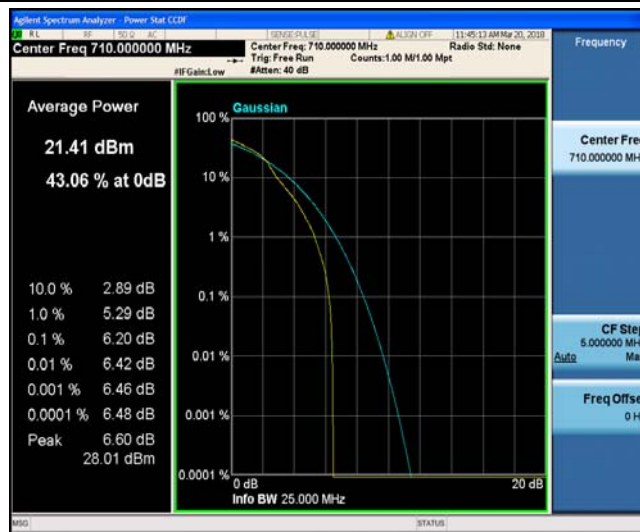 Agilent Spectrum Analyzer - Power Stat CCDF
RL RF 50 Ω AC SENSE:PULSE ALIGN OFF 11:45:13 AM Mar 20, 2018
Center Freq 710.000000 MHz
Center Freq: 710.000000 MHz Radio Std: None
Trig: Free Run Counts:1.00 M/1.00 Mpt
#IFGain:Low #Atten: 40 dB
Frequency
Average Power
21.41 dBm
43.06 % at 0dB
10.0 % 2.89 dB
1.0 % 5.29 dB
0.1 % 6.20 dB
0.01 % 6.42 dB
0.001 % 6.46 dB
0.0001 % 6.48 dB
Peak 6.60 dB
28.01 dBm
Gaussian
100 %
10 %
1 %
0.1 %
0.01 %
0.001 %
0.0001 %
0 dB 20 dB
Info BW 25.000 MHz
Center Fre
710.000000 MH
CF Step
5.000000 MH
Auto Ma
Freq Offse
0 H
MSG STATUS